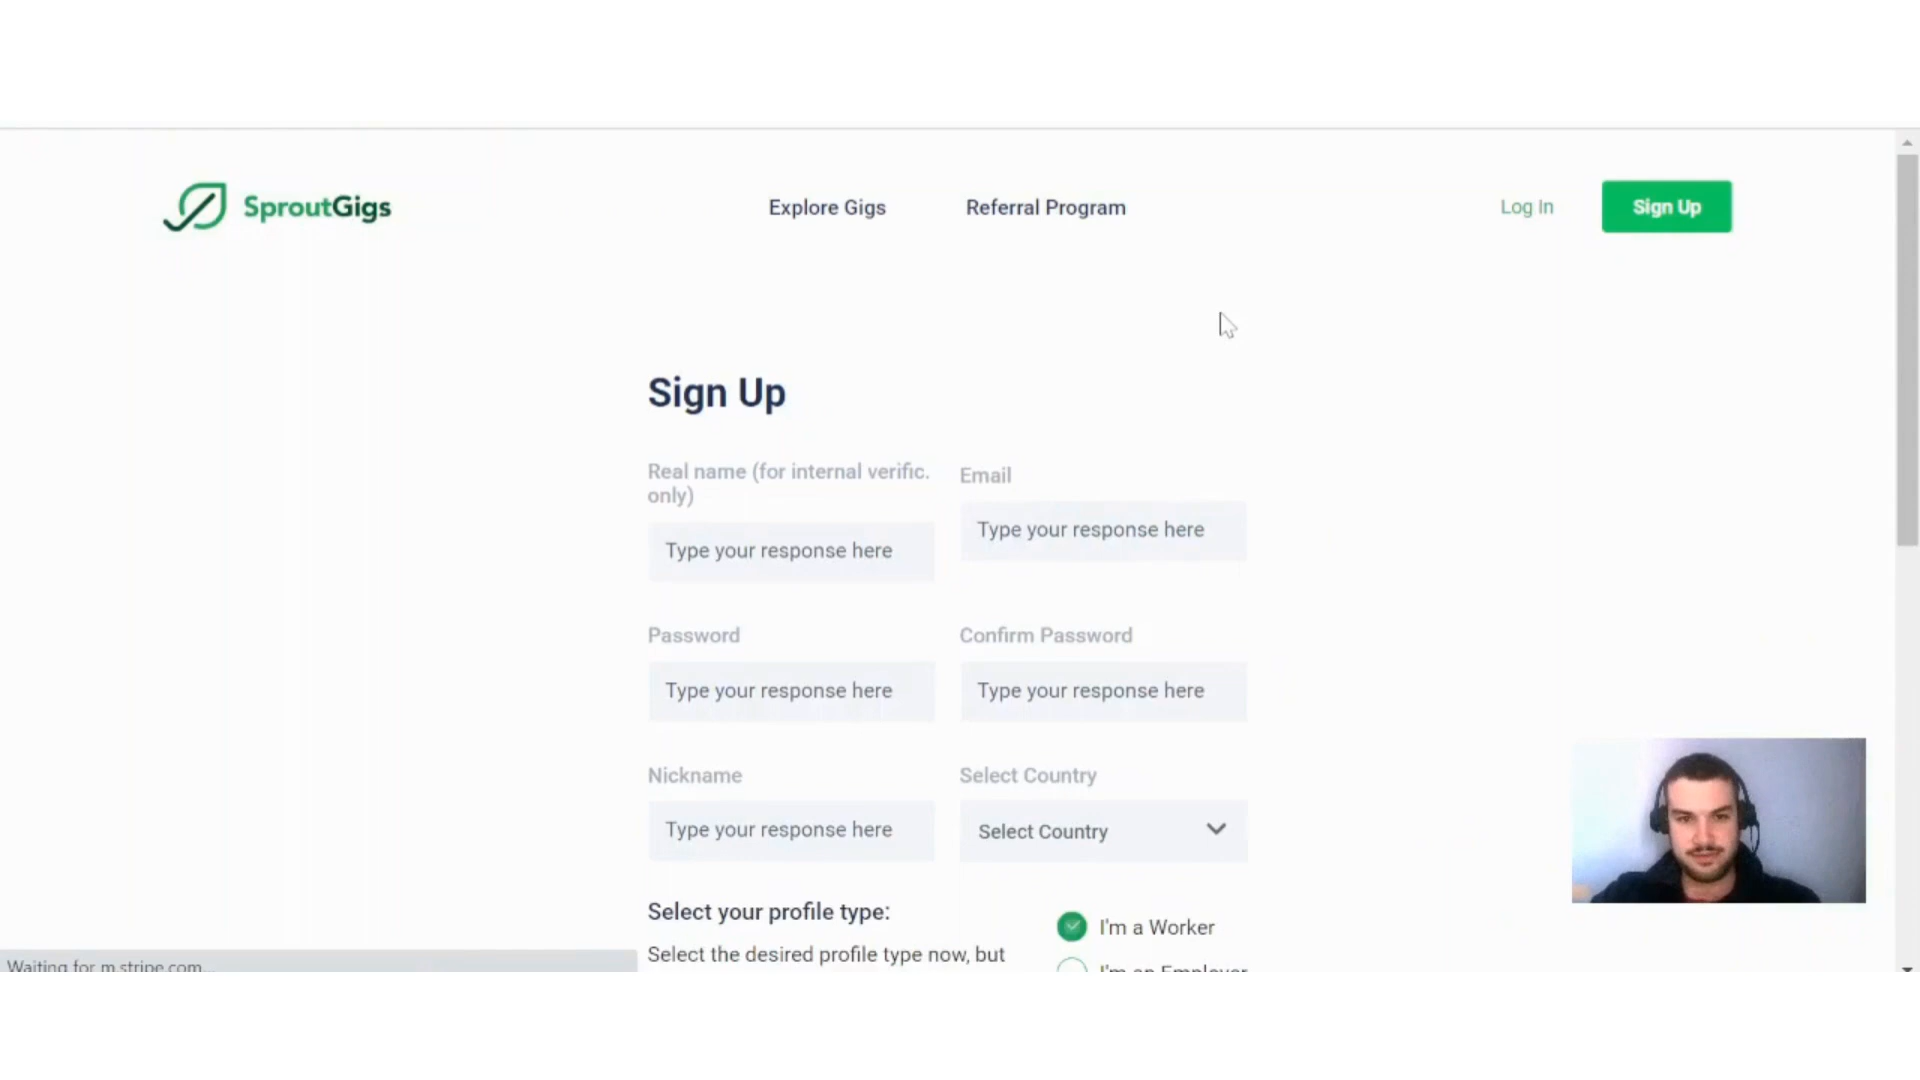 SproutGigs
Explore Gigs
Referral Program
Log In
Sign Up
Sign Up
Real name (for internal verific.
only)
Type your response here
Email
Type your response here
Password
Type your response here
Confirm Password
Type your response here
Nickname
Type your response here
Select Country
Select Country
Select your profile type:
Select the desired profile type now, but
I'm a Worker
I'm an Employer
Waiting for m.stripe.com...